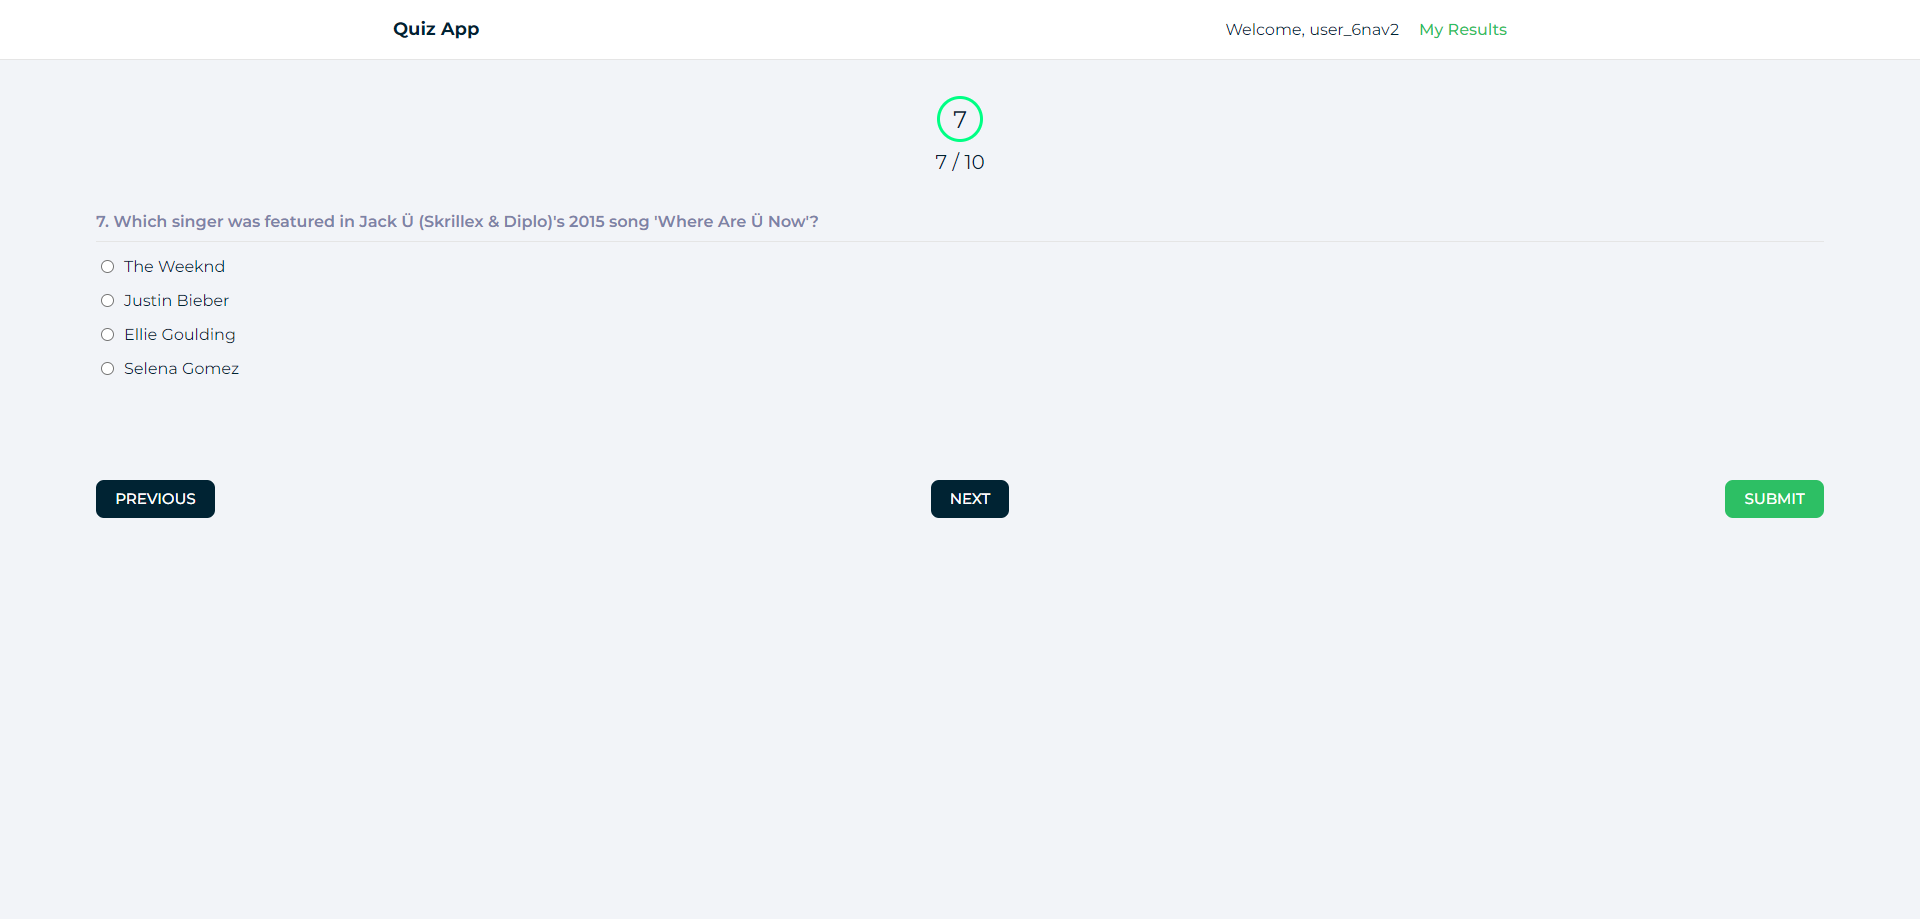 Quiz App
Welcome, user_6nav2 My Results
7
7 / 10
7. Which singer was featured in Jack Ü (Skrillex & Diplo)'s 2015 song 'Where Are Ü Now'?
The Weeknd
Justin Bieber
Ellie Goulding
Selena Gomez
PREVIOUS NEXT SUBMIT